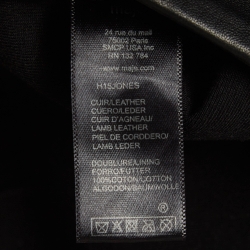 24 rue du mail
75002 Paris
SMCP USA Inc
RN 132 784
www.maje.com
H15JONES
CUIR/LEATHER
CUERO/LEDER
CUIR D'AGNEAU/
LAMB LEATHER
PIEL DE CORDERO/
LAMB LEDER
DOUBLURE/LINING
FORRO/FUTTER
100%COTON/COTTON
ALGODON/BAUMWOLLE
®